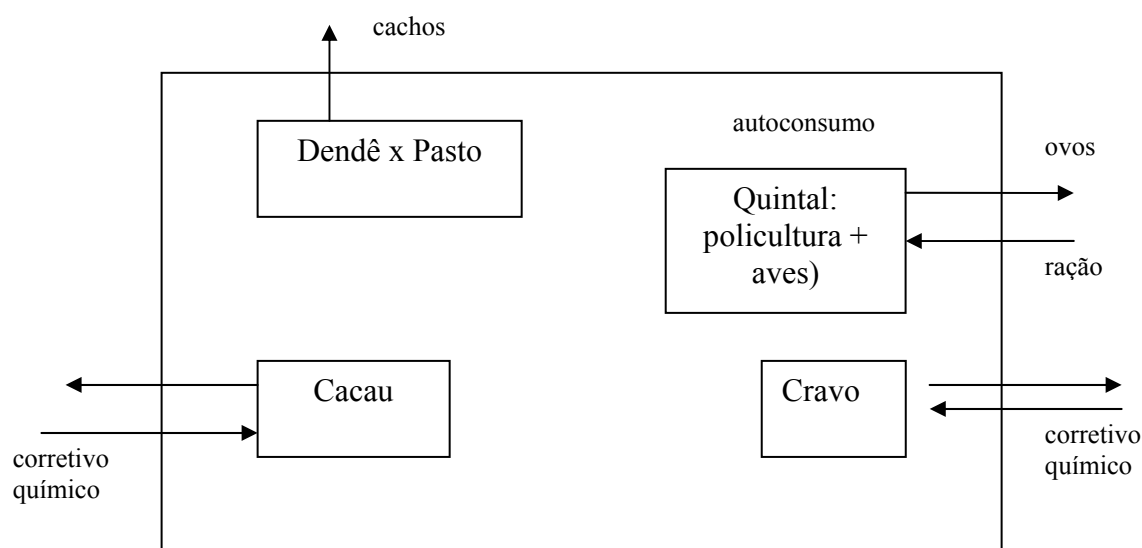 cachos
Dendê x Pasto
autoconsumo
ovos
Quintal:
policultura +
aves)
ração
Cacau
Cravo
corretivo
químico
corretivo
químico